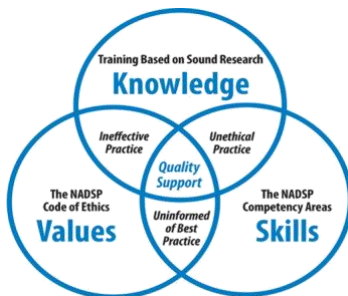 Training Based on Sound Research
Knowledge
Ineffective
Practice
Unethical
Practice
Quality
Support
The NADSP
Code of Ethics
Values
Uninformed
of Best
Practice
The NADSP
Competency Areas
Skills